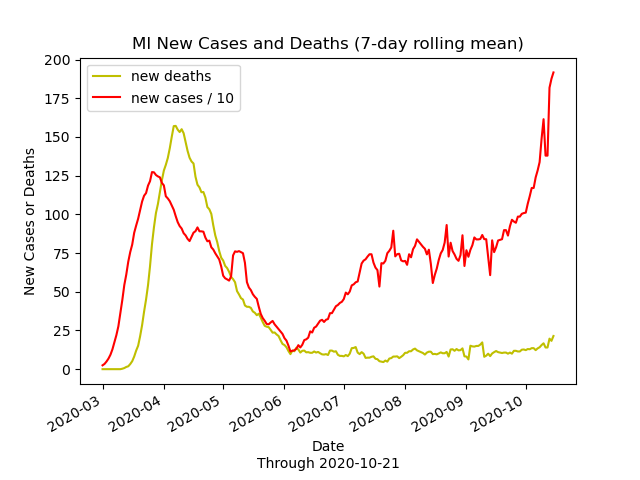 MI New Cases and Deaths (7-day rolling mean)
new deaths
new cases / 10
New Cases or Deaths
200
175
150
125
100
75
50
25
0
2020-03
2020-04
2020-05
2020-06
2020-07
2020-08
2020-09
2020-10
Date
Through 2020-10-21